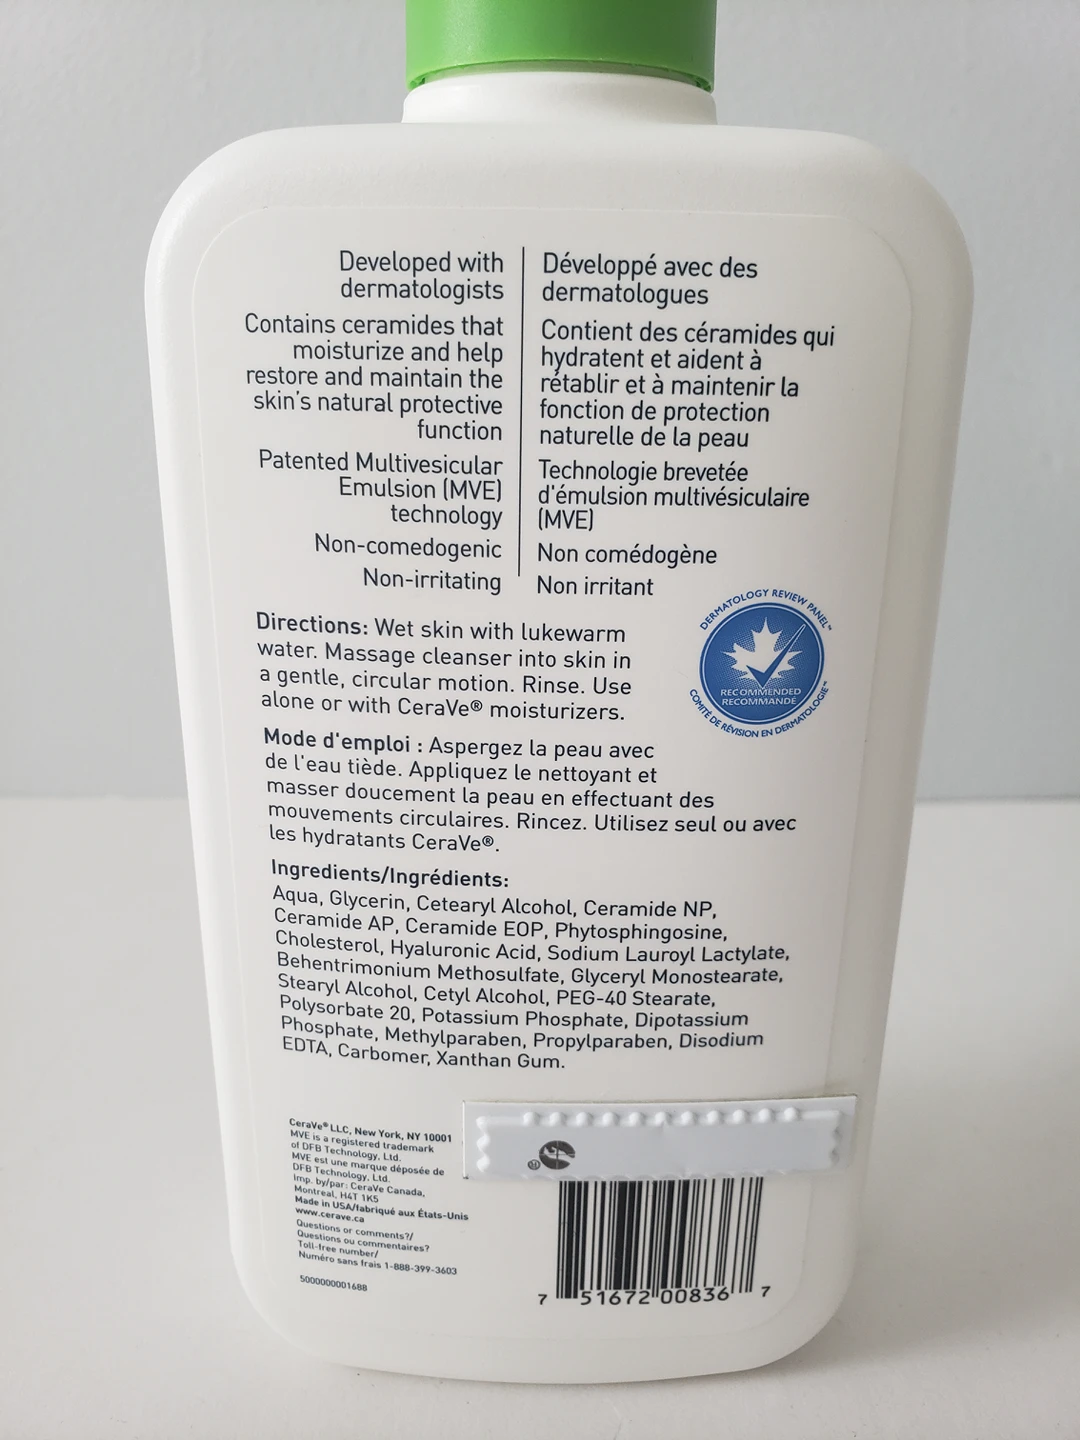 Developed with
dermatologists
Contains ceramides that
moisturize and help
restore and maintain the
skin's natural protective
function
Patented Multivesicular
Emulsion (MVE)
technology
Non-comedogenic
Non-irritating
Développé avec des
dermatologues
Contient des céramides qui
hydratent et aident à
rétablir et à maintenir la
fonction de protection
naturelle de la peau
Technologie brevetée
d'émulsion multivésiculaire
(MVE)
Non comédogène
Non irritant
DERMATOLOGY REVIEW PANEL™
RECOMMENDED
RECOMMANDÉ
COMITÉ DE RÉVISION EN DERMATOLOGIE™
Directions: Wet skin with lukewarm
water. Massage cleanser into skin in
a gentle, circular motion. Rinse. Use
alone or with CeraVe® moisturizers.
Mode d'emploi : Aspergez la peau avec
de l'eau tiède. Appliquez le nettoyant et
masser doucement la peau en effectuant des
mouvements circulaires. Rincez. Utilisez seul ou avec
les hydratants CeraVe®.
Ingredients/Ingrédients:
Aqua, Glycerin, Cetearyl Alcohol, Ceramide NP,
Ceramide AP, Ceramide EOP, Phytosphingosine,
Cholesterol, Hyaluronic Acid, Sodium Lauroyl Lactylate,
Behentrimonium Methosulfate, Glyceryl Monostearate,
Stearyl Alcohol, Cetyl Alcohol, PEG-40 Stearate,
Polysorbate 20, Potassium Phosphate, Dipotassium
Phosphate, Methylparaben, Propylparaben, Disodium
EDTA, Carbomer, Xanthan Gum.
CeraVe® LLC, New York, NY 10001
MVE is a registered trademark
of DFB Technology, Ltd.
MVE est une marque déposée de
DFB Technology, Ltd.
Imp. by/par: CeraVe Canada,
Montreal, H4T 1K5
Made in USA/fabriqué aux États-Unis
www.cerave.ca
Questions or comments?/
Questions ou commentaires?
Toll-free number/
Numéro sans frais 1-888-399-3603
5000000001688
7 51672 00836 7